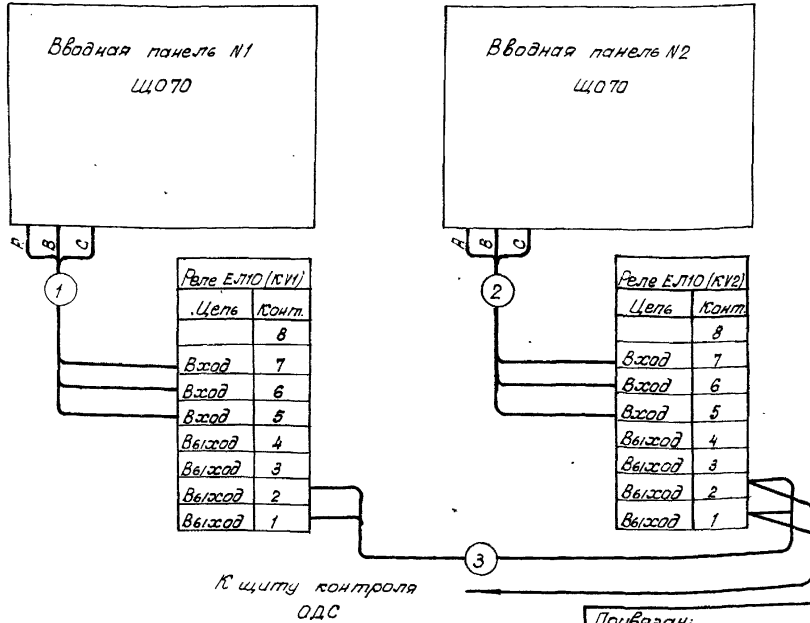 Вводная панель N1
ЩО70
Вводная панель N2
ЩО70
А В С
А В С
1
2
Реле ЕЛ10 (KV1)
Цепь Конт.
8
Вход 7
Вход 6
Вход 5
Выход 4
Выход 3
Выход 2
Выход 1
Реле ЕЛ10 (KV2)
Цепь Конт.
8
Вход 7
Вход 6
Вход 5
Выход 4
Выход 3
Выход 2
Выход 1
3
К щиту контроля
ОДС
Привязан: